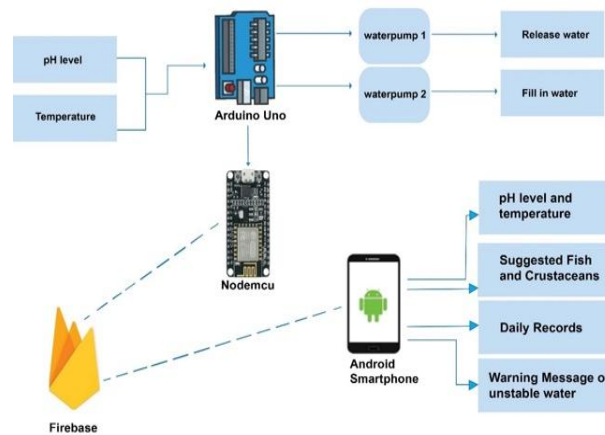 pH level
Temperature
Arduino Uno
waterpump 1
Release water
waterpump 2
Fill in water
Nodemcu
pH level and
temperature
Suggested Fish
and Crustaceans
Daily Records
Warning Message o
unstable water
Android
Smartphone
Firebase